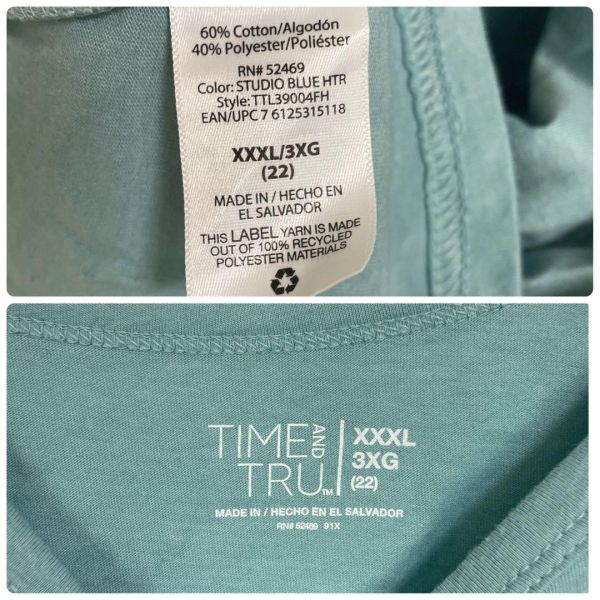 60% Cotton/Algodón
40% Polyester/Poliéster
RN# 52469
Color: STUDIO BLUE HTR
Style: TTL39004FH
EAN/UPC 7 6125315118
XXXL/3XG
(22)
MADE IN / HECHO EN
EL SALVADOR
THIS LABEL YARN IS MADE
OUT OF 100% RECYCLED
POLYESTER MATERIALS
TIME AND
TRU™
XXXL
3XG
(22)
MADE IN / HECHO EN EL SALVADOR
RN# 52469 91X